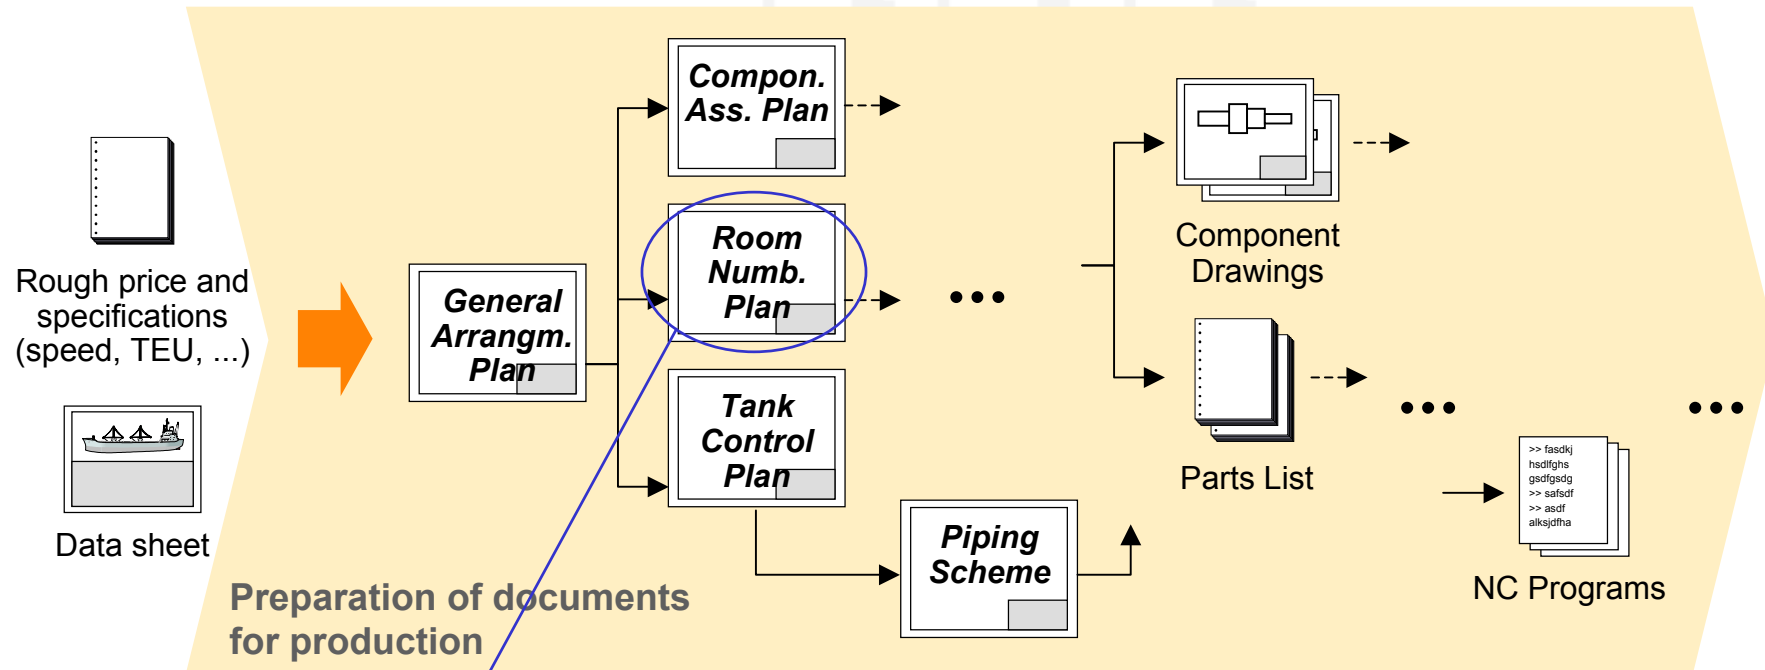 Rough price and
specifications
(speed, TEU, ...)
Data sheet
General
Arrangm.
Plan
Compon.
Ass. Plan
Room
Numb.
Plan
Tank
Control
Plan
Piping
Scheme
Component
Drawings
Parts List
>> fasdkj
hsdlfghs
gsdfgsdg
>> safsdf
>> asdf
alksjdfha
NC Programs
Preparation of documents
for production